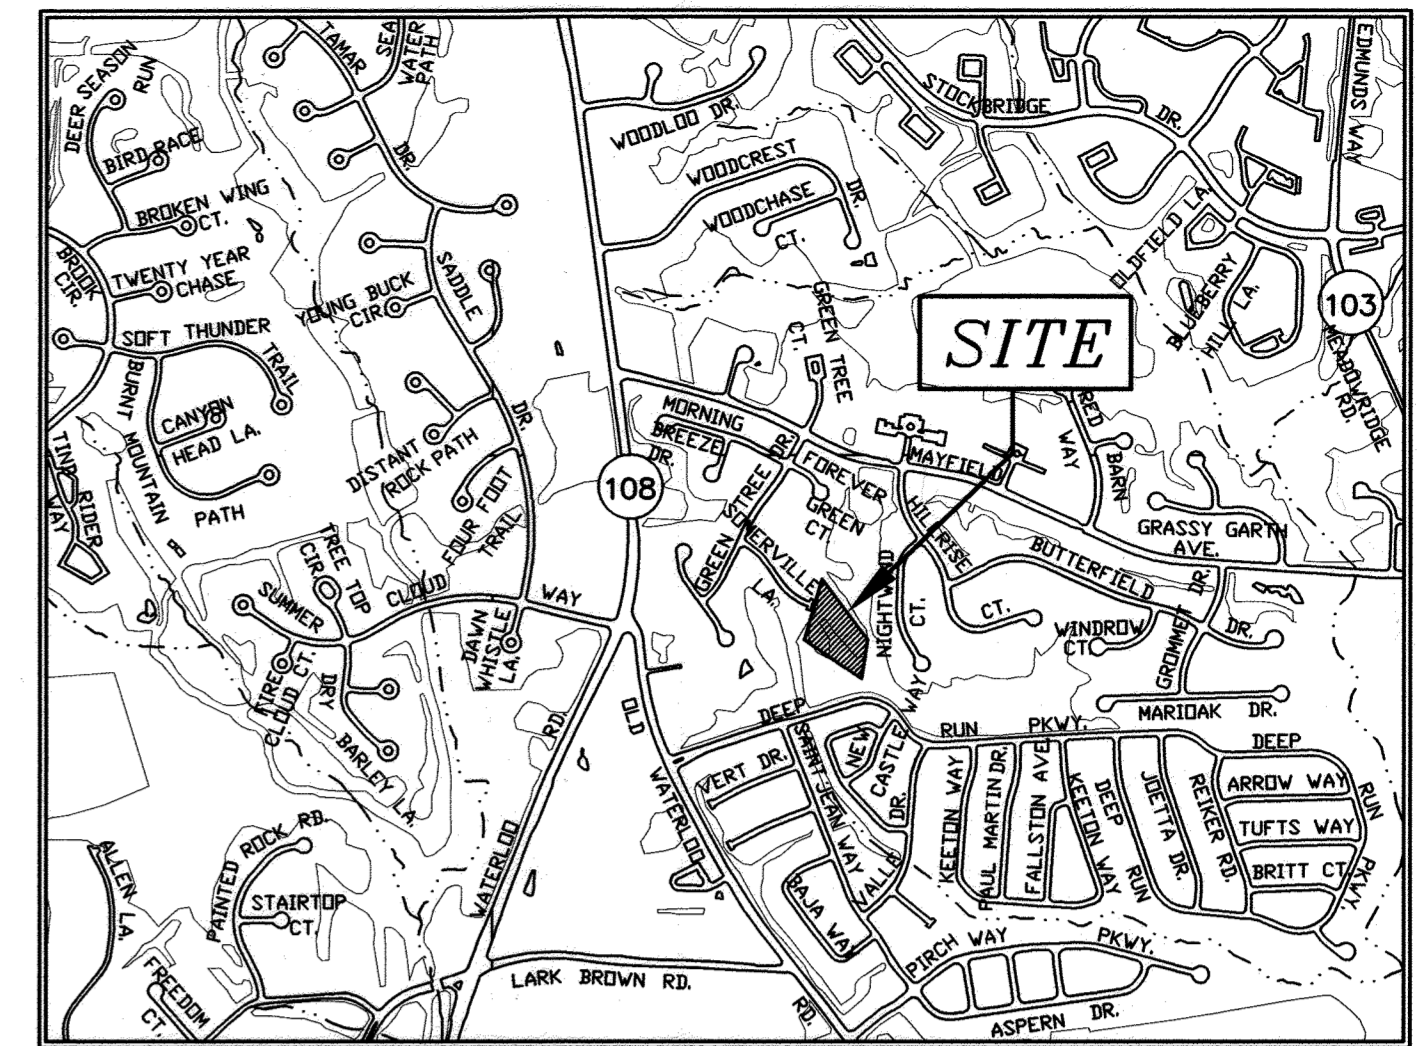 DEER SEASON
RUN
TAMAR
DR.
SEA
WATER
PATH
BIRD RACE
BROKEN WING
CT.
BROOK
CIR.
TWENTY YEAR
CHASE
SOFT THUNDER
TRAIL
BURNT MOUNTAIN
PATH
CANYON
HEAD LA.
RIDER
WAY
YOUNG BUCK
CIR.
SADDLE
DR.
DISTANT
ROCK PATH
FOUR FOOT
TRAIL
TREE TOP
CIR.
SUMMER
CLOUD
WAY
FIRE
CLOUD CT.
DRY
BARLEY LA.
DAWN
WHISTLE
LA.
ALLEN LA.
PAINTED ROCK RD.
STAIRTOP
CT.
FREEDOM
CT.
WATERLOO
RD.
LARK BROWN RD.
WOODLOO DR.
WOODCREST
DR.
WOODCHASE
CT.
STOCKBRIDGE
DR.
EDMUNDS WAY
OLDFIELD LA.
BLUEBERRY
HILL LA.
103
MEADOWRIDGE
RD.
SITE
GREEN TREE
CT.
MORNING
BREEZE
DR.
108
MAYFIELD
RED
BARN
WAY
FOREVER
GREEN
CT.
GREEN STREE DR.
SOMERVILLE
LA.
HILLRISE
CT.
NIGHTWIND
CT.
GRASSY GARTH
AVE.
BUTTERFIELD
DR.
WINDROW
CT.
GROMMET
DR.
MARIOAK DR.
OLD
WATERLOO
RD.
DEEP
RUN
PKWY.
WAY
VERT DR.
SAINT JEAN WAY
NEW
CASTLE
DR.
BAJA WAY
KEETON WAY
PAUL MARTIN DR.
FALLSTON AVE.
KEETON WAY
DEEP
RUN
PKWY.
JOETTA DR.
REIKER RD.
DEEP
RUN
PKWY.
ARROW WAY
TUFTS WAY
BRITT CT.
PIRCH WAY
ASPERN DR.